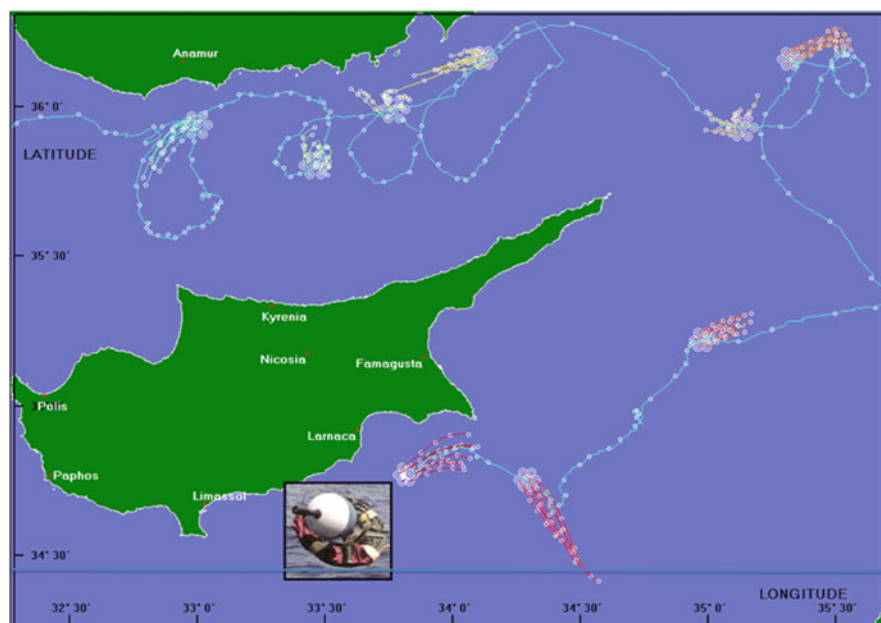 Anamur
36° 0'
LATITUDE
35° 30'
Kyrenia
Nicosia
Famagusta
Polis
Larnaca
Paphos
Limassol
34° 30'
LONGITUDE
32° 30' 33° 0' 33° 30' 34° 0' 34° 30' 35° 0' 35° 30'